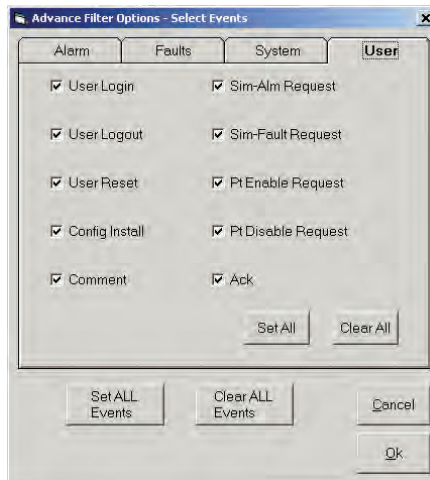 Advance Filter Options - Select Events
Alarm Faults System User
User Login Sim-Alm Request
User Logout Sim-Fault Request
User Reset Pt Enable Request
Config Install Pt Disable Request
Comment Ack
Set All Clear All
Set ALL Events Clear ALL Events
Cancel
Ok